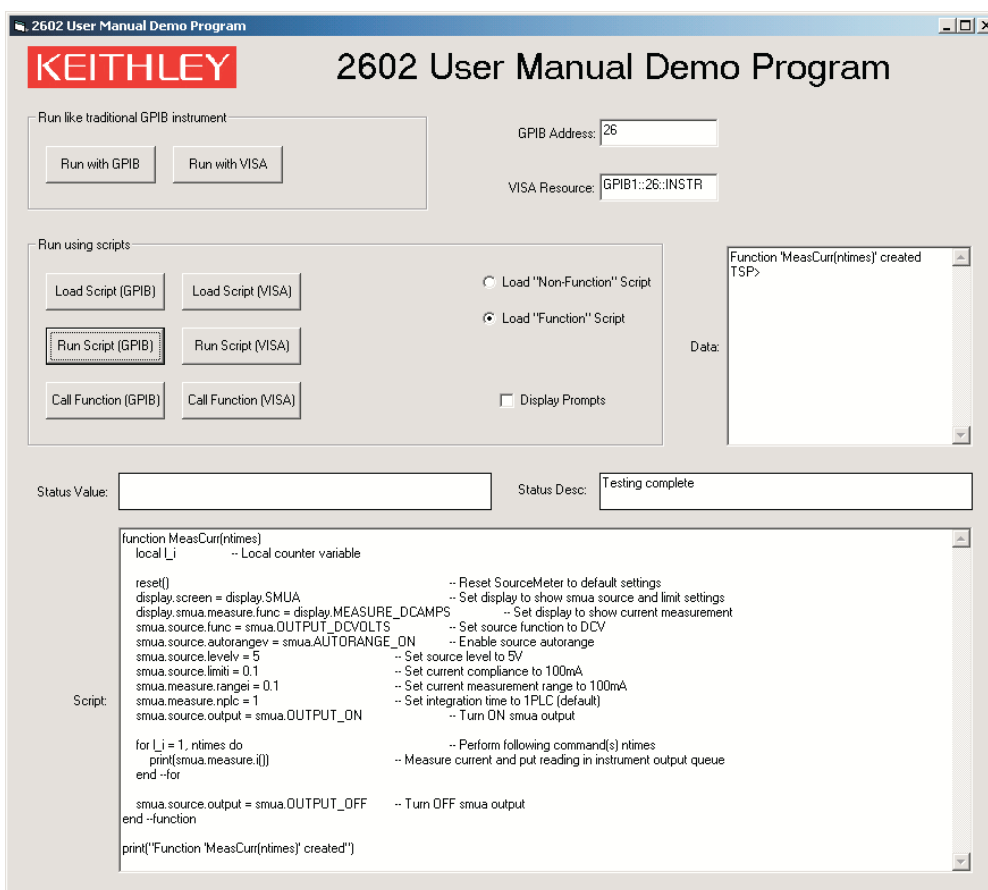 2602 User Manual Demo Program
KEITHLEY
2602 User Manual Demo Program
Run like traditional GPIB instrument
Run with GPIB
Run with VISA
GPIB Address:
26
VISA Resource:
GPIB1::26::INSTR
Run using scripts
Load Script (GPIB)
Load Script (VISA)
Load "Non-Function" Script
Load "Function" Script
Run Script (GPIB)
Run Script (VISA)
Call Function (GPIB)
Call Function (VISA)
Display Prompts
Data:
Function 'MeasCurr(ntimes)' created
TSP>
Status Value:
Status Desc:
Testing complete
Script:
function MeasCurr(ntimes)
local l_i -- Local counter variable
reset() -- Reset SourceMeter to default settings
display.screen = display.SMUA -- Set display to show smua source and limit settings
display.smua.measure.func = display.MEASURE_DCAMPS -- Set display to show current measurement
smua.source.func = smua.OUTPUT_DCVOLTS -- Set source function to DCV
smua.source.autorangev = smua.AUTORANGE_ON -- Enable source autorange
smua.source.levelv = 5 -- Set source level to 5V
smua.source.limiti = 0.1 -- Set current compliance to 100mA
smua.measure.rangei = 0.1 -- Set current measurement range to 100mA
smua.measure.nplc = 1 -- Set integration time to 1PLC (default)
smua.source.output = smua.OUTPUT_ON -- Turn ON smua output
for l_i = 1, ntimes do -- Perform following command(s) ntimes
print(smua.measure.i()) -- Measure current and put reading in instrument output queue
end --for
smua.source.output = smua.OUTPUT_OFF -- Turn OFF smua output
end --function
print("Function 'MeasCurr(ntimes)' created")